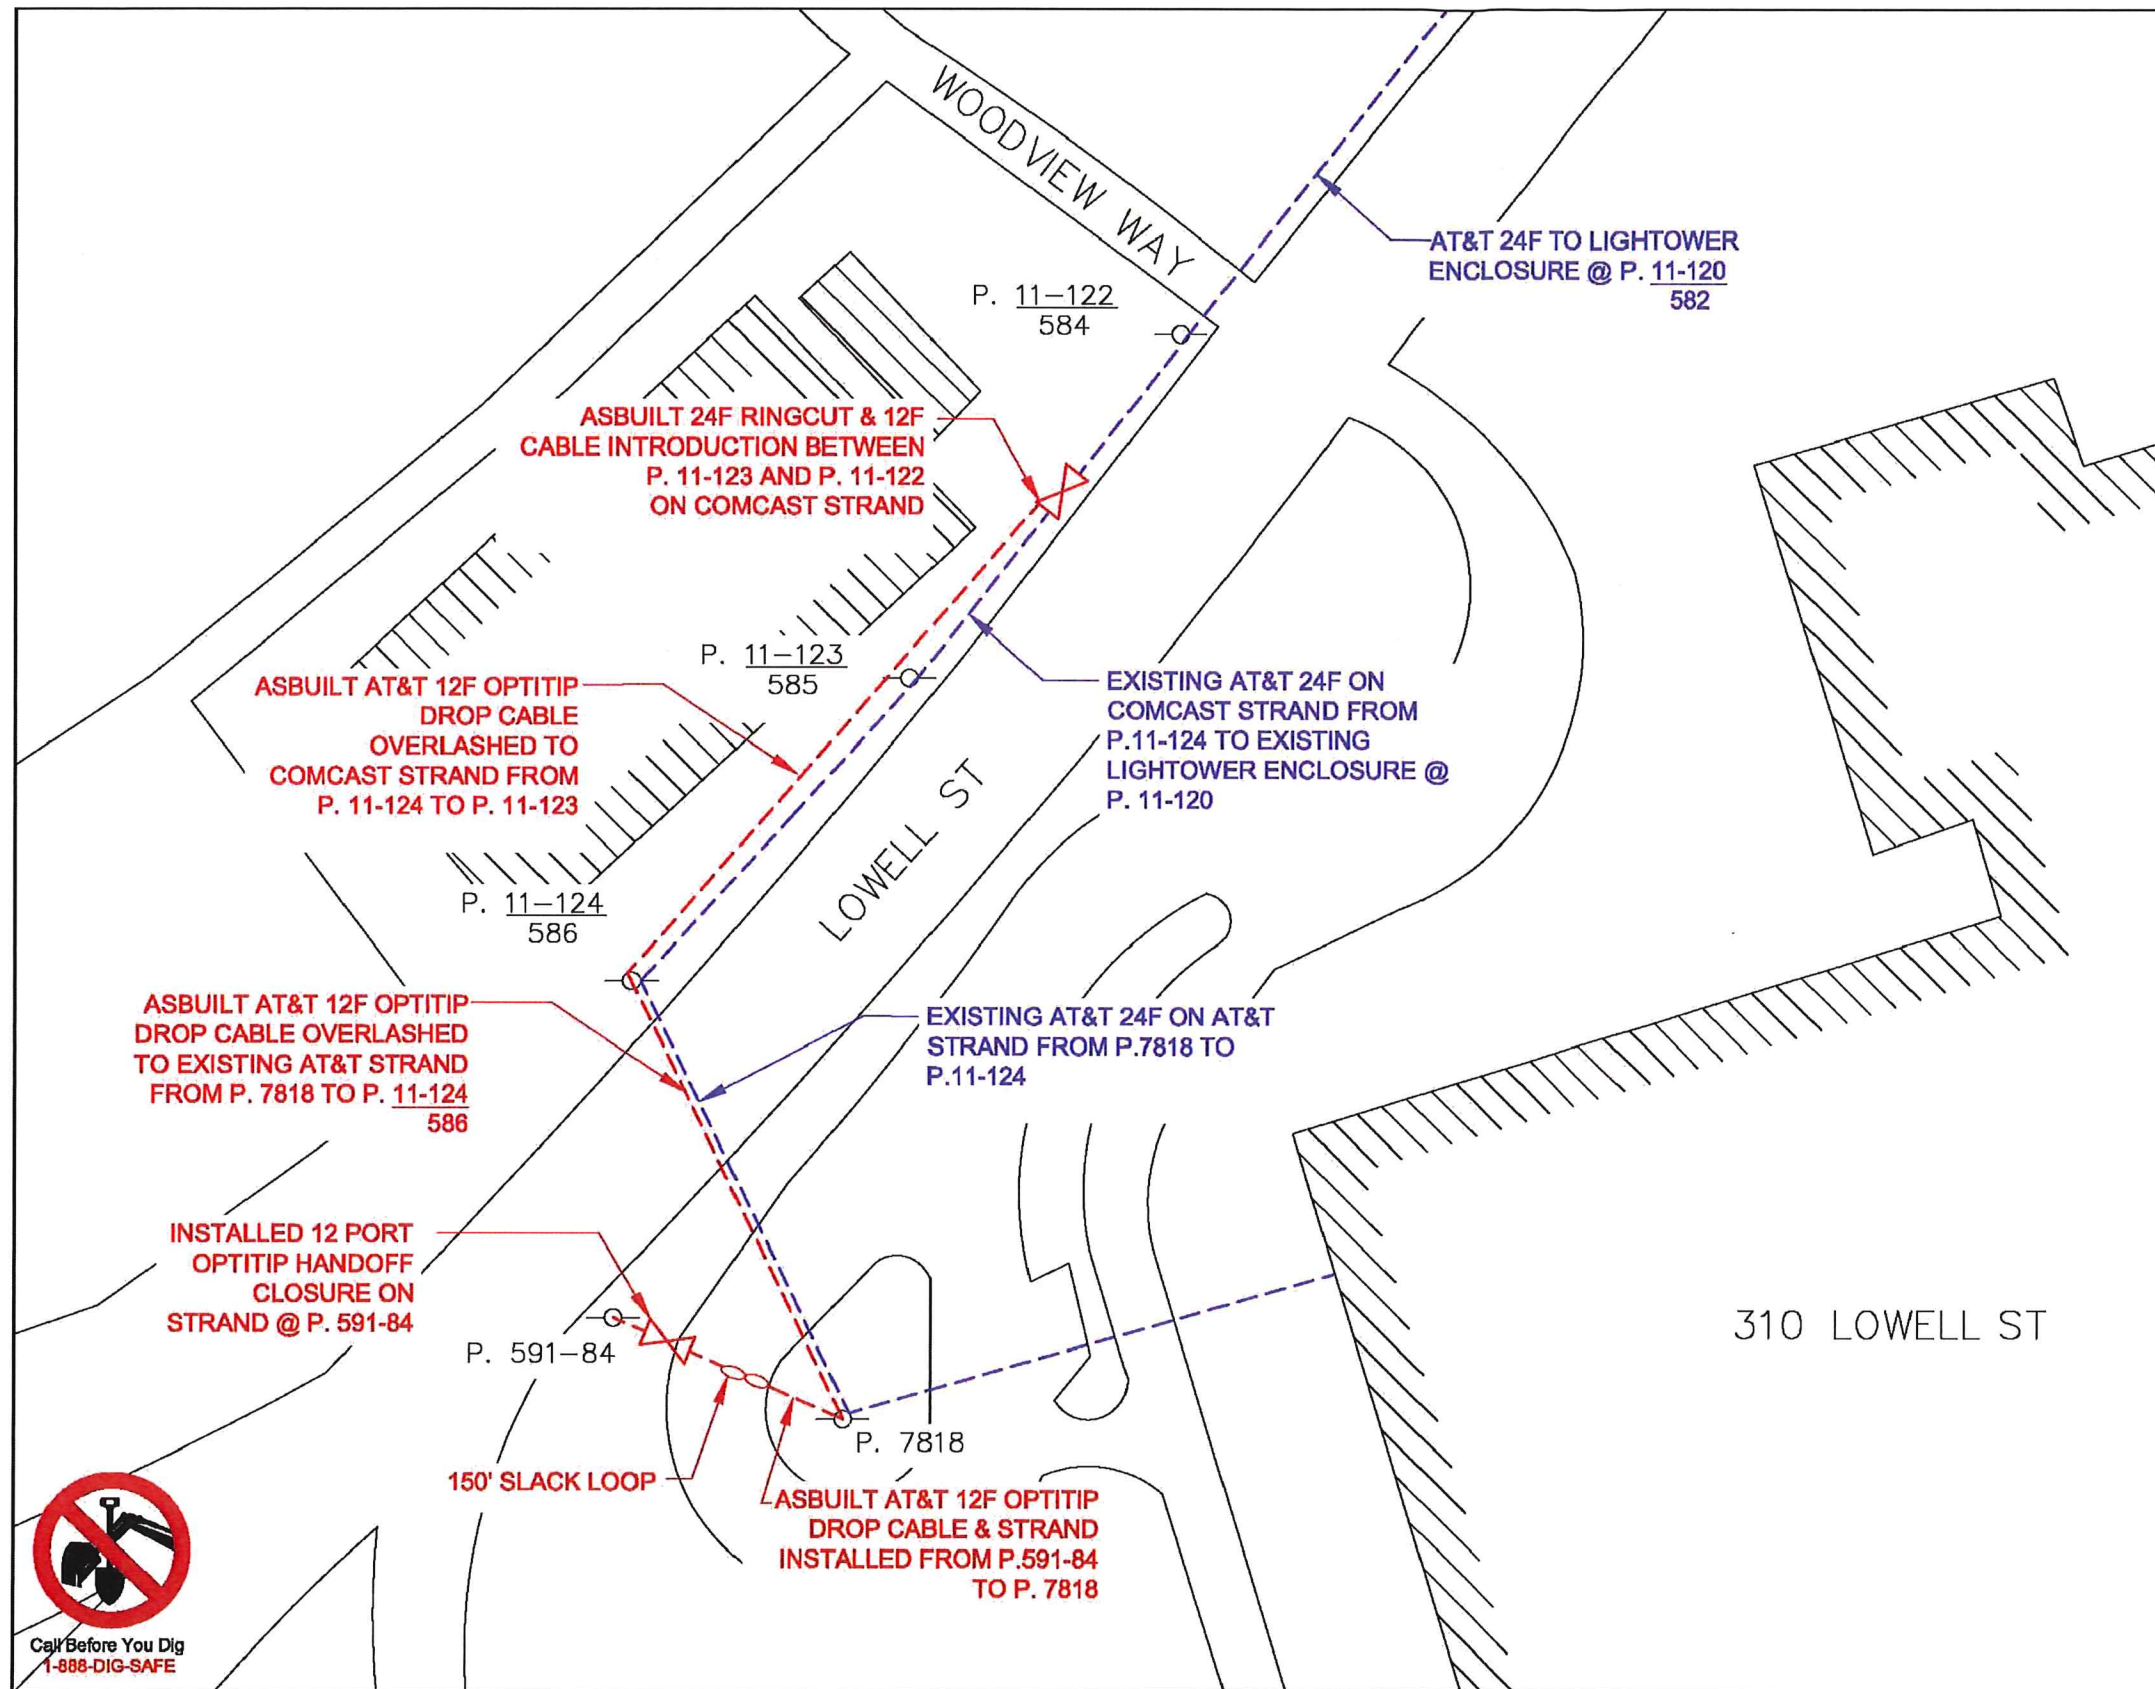 WOODVIEW WAY
AT&T 24F TO LIGHTOWER
ENCLOSURE @ P. 11-120
582
P. 11-122
584
ASBUILT 24F RINGCUT & 12F
CABLE INTRODUCTION BETWEEN
P. 11-123 AND P. 11-122
ON COMCAST STRAND
P. 11-123
585
ASBUILT AT&T 12F OPTITIP
DROP CABLE
OVERLASHED TO
COMCAST STRAND FROM
P. 11-124 TO P. 11-123
EXISTING AT&T 24F ON
COMCAST STRAND FROM
P.11-124 TO EXISTING
LIGHTOWER ENCLOSURE @
P. 11-120
LOWELL ST
P. 11-124
586
ASBUILT AT&T 12F OPTITIP
DROP CABLE OVERLASHED
TO EXISTING AT&T STRAND
FROM P. 7818 TO P. 11-124
586
EXISTING AT&T 24F ON AT&T
STRAND FROM P.7818 TO
P.11-124
INSTALLED 12 PORT
OPTITIP HANDOFF
CLOSURE ON
STRAND @ P. 591-84
P. 591-84
310 LOWELL ST
P. 7818
150' SLACK LOOP
ASBUILT AT&T 12F OPTITIP
DROP CABLE & STRAND
INSTALLED FROM P.591-84
TO P. 7818
Call Before You Dig
1-888-DIG-SAFE